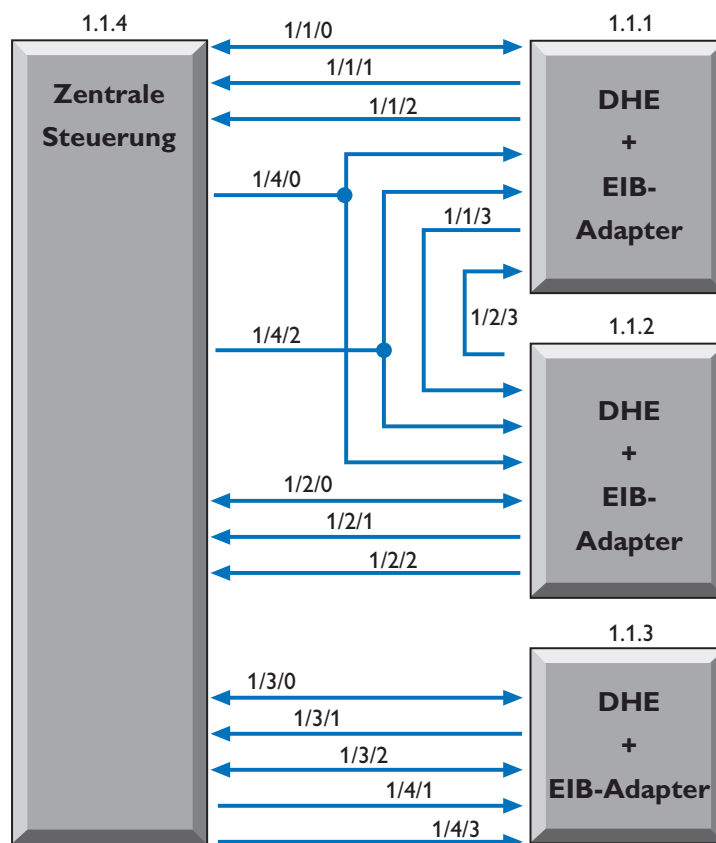 1.1.4
1/1/0
1.1.1
1/1/1
Zentrale
Steuerung
1/1/2
DHE
+
EIB-
Adapter
1/4/0
1/1/3
1/2/3
1/4/2
1.1.2
DHE
+
EIB-
Adapter
1/2/0
1/2/1
1/2/2
1.1.3
1/3/0
1/3/1
1/3/2
1/4/1
1/4/3
DHE
+
EIB-Adapter